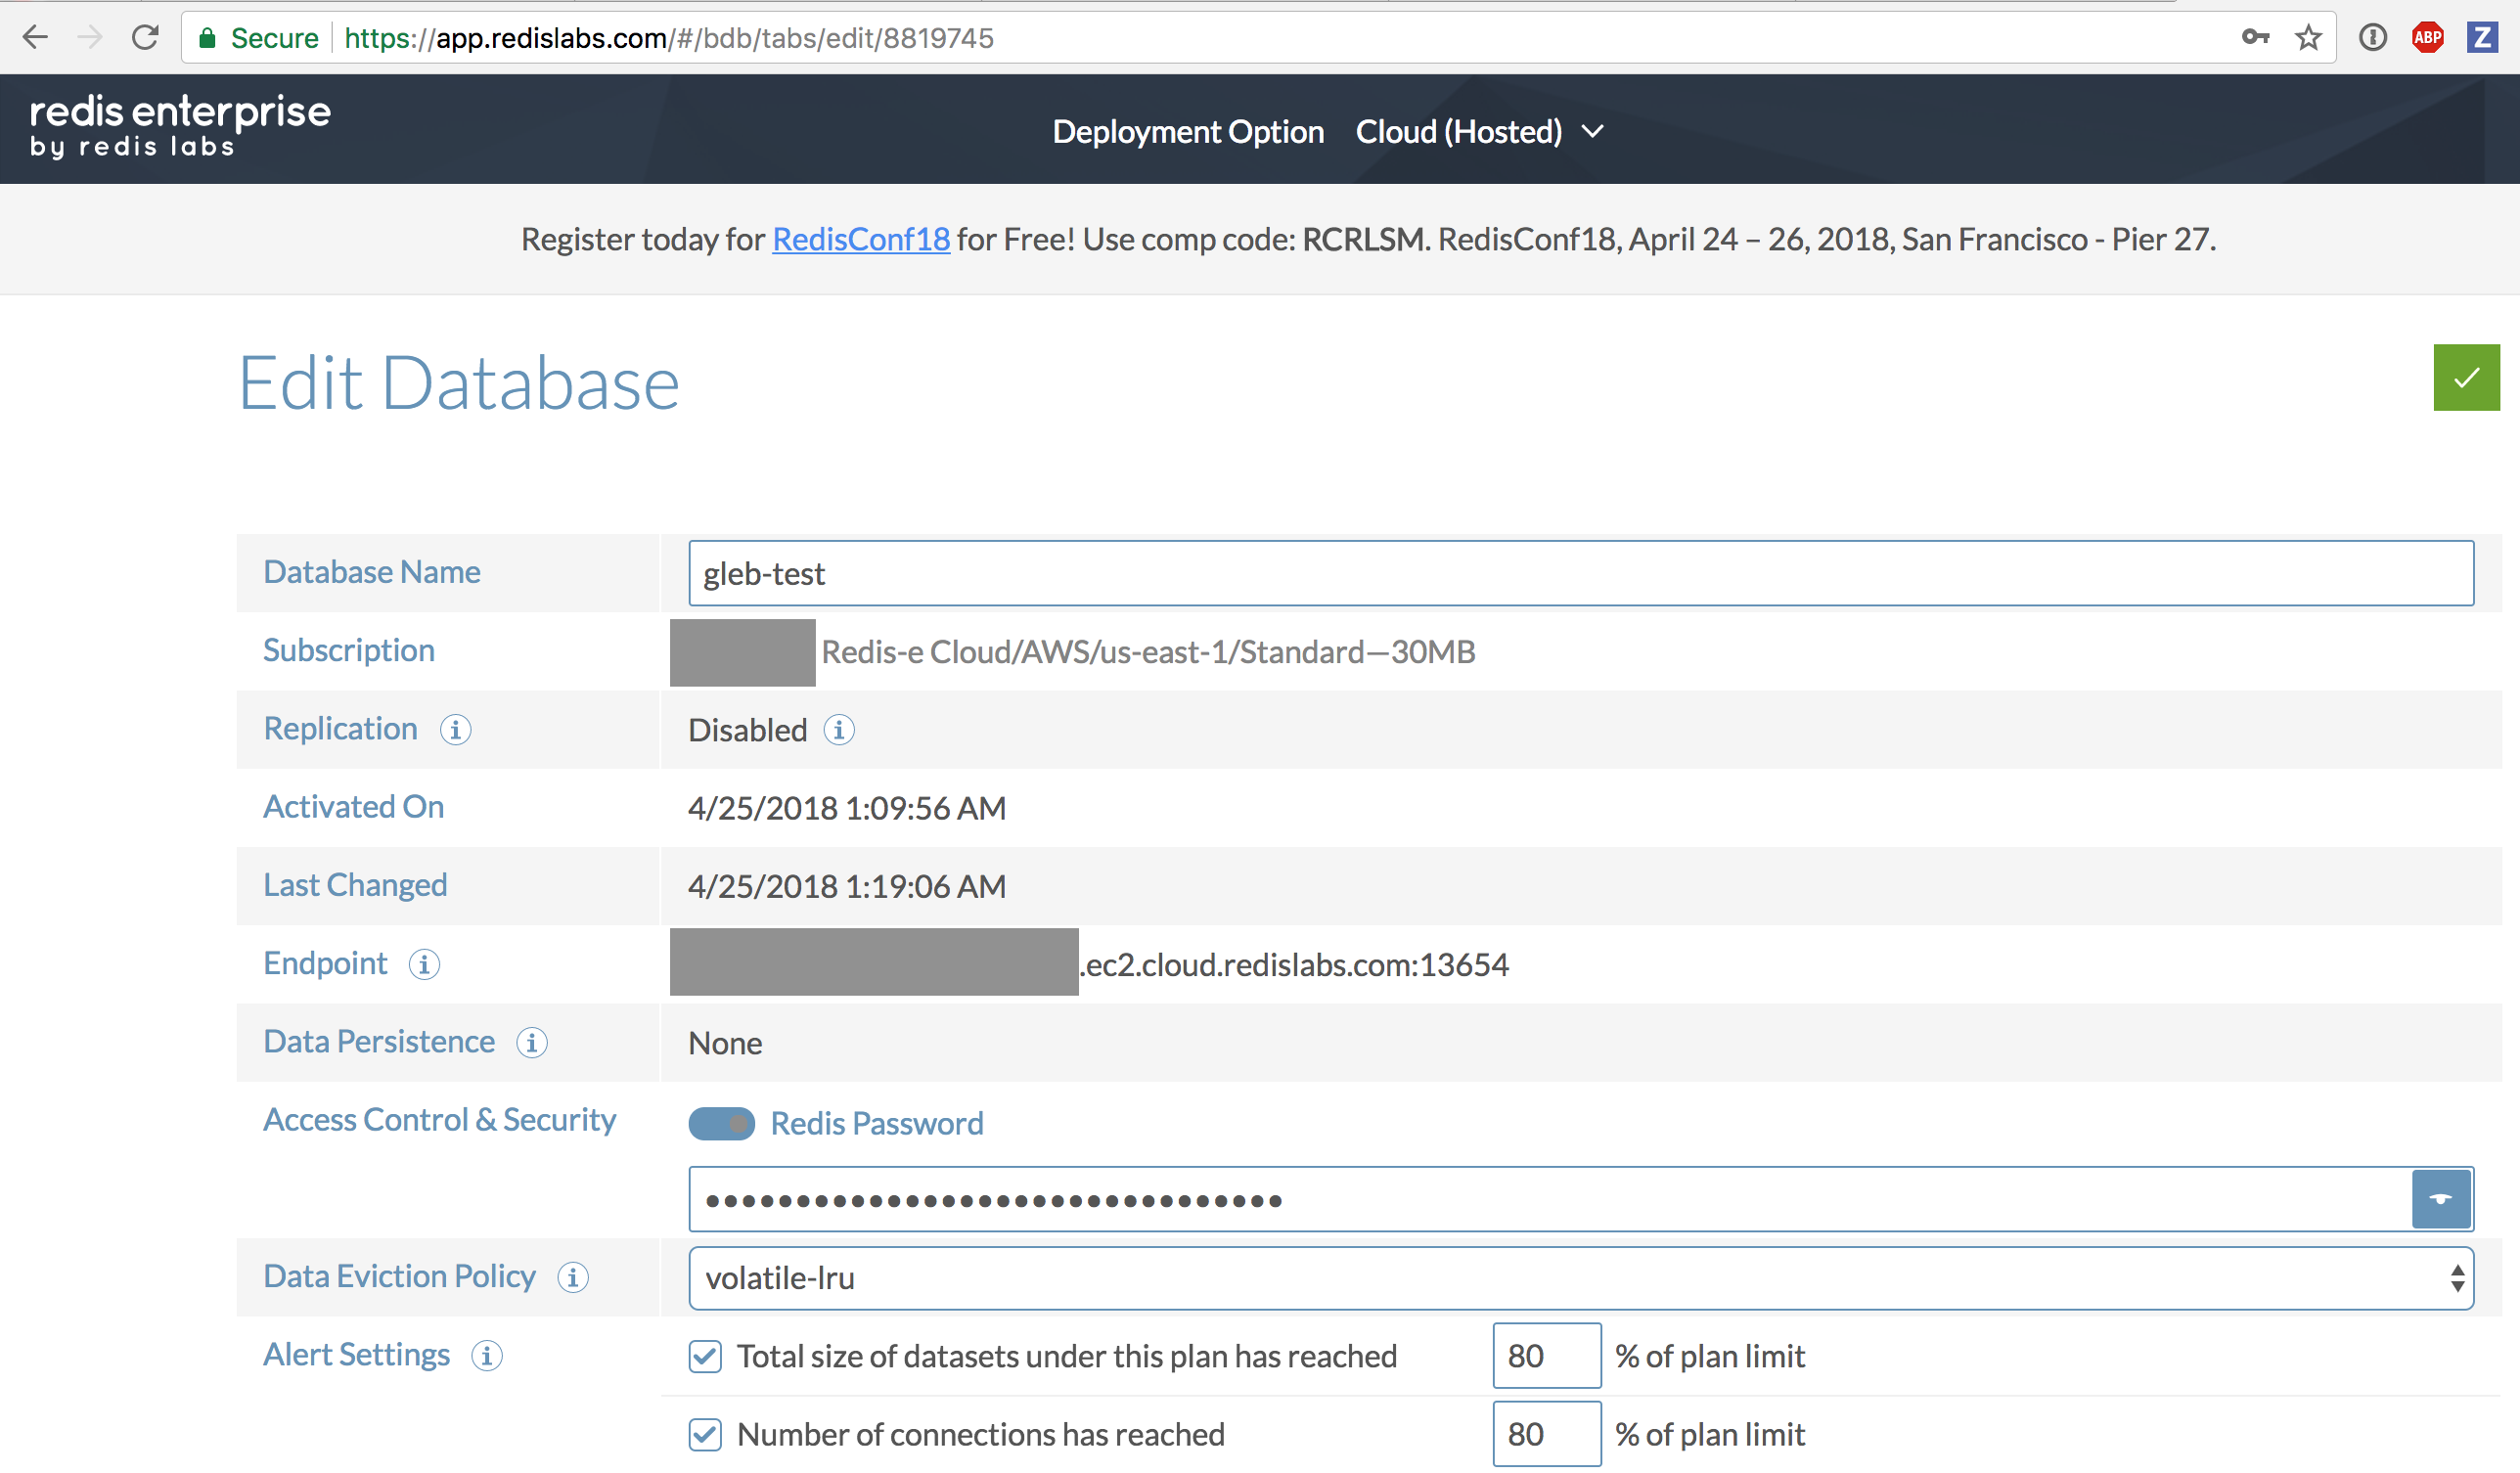 Secure https://app.redislabs.com/#/bdb/tabs/edit/8819745
ABP
Z
redis enterprise
by redis labs
Deployment Option Cloud (Hosted)
Register today for RedisConf18 for Free! Use comp code: RCRLSM. RedisConf18, April 24 – 26, 2018, San Francisco - Pier 27.
Edit Database
Database Name gleb-test
Subscription Redis-e Cloud/AWS/us-east-1/Standard—30MB
Replication i Disabled i
Activated On 4/25/2018 1:09:56 AM
Last Changed 4/25/2018 1:19:06 AM
Endpoint i .ec2.cloud.redislabs.com:13654
Data Persistence i None
Access Control & Security Redis Password
••••••••••••••••••••••••••••••••
Data Eviction Policy i volatile-lru
Alert Settings i Total size of datasets under this plan has reached 80 % of plan limit
Number of connections has reached 80 % of plan limit